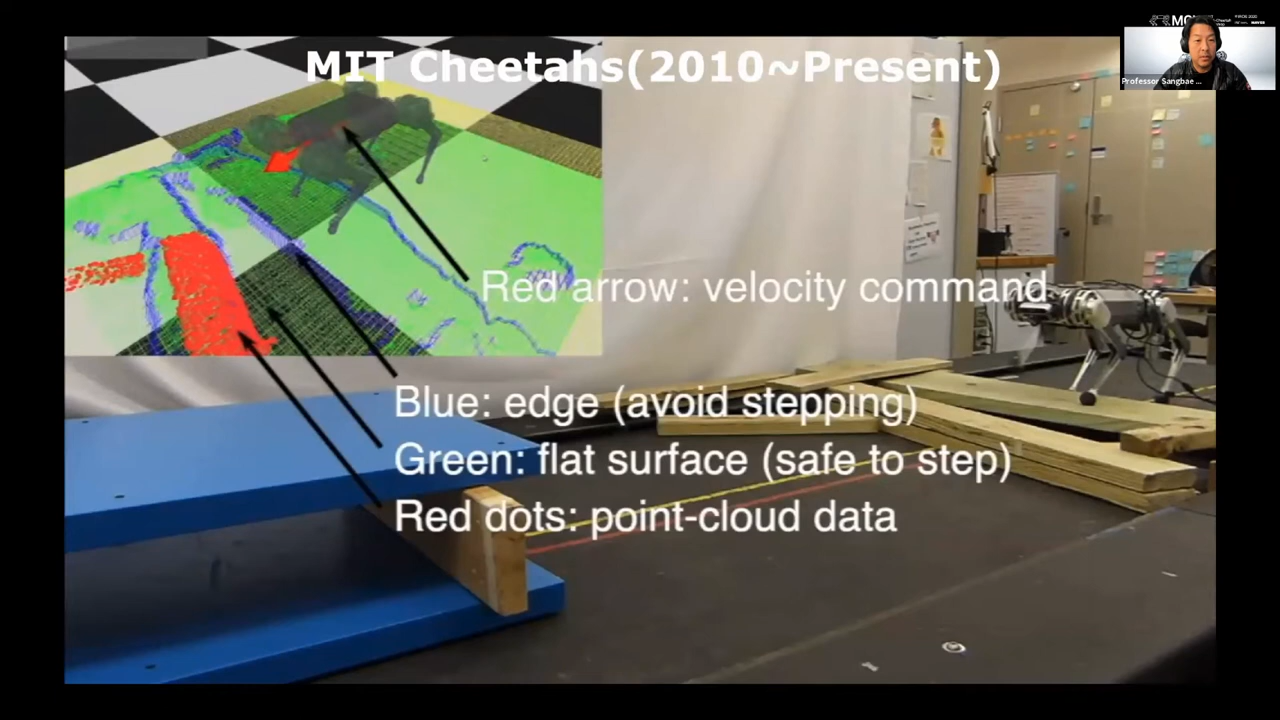 MIT Cheetahs(2010~Present)
Professor Sangbae ...
Red arrow: velocity command
Blue: edge (avoid stepping)
Green: flat surface (safe to step)
Red dots: point-cloud data